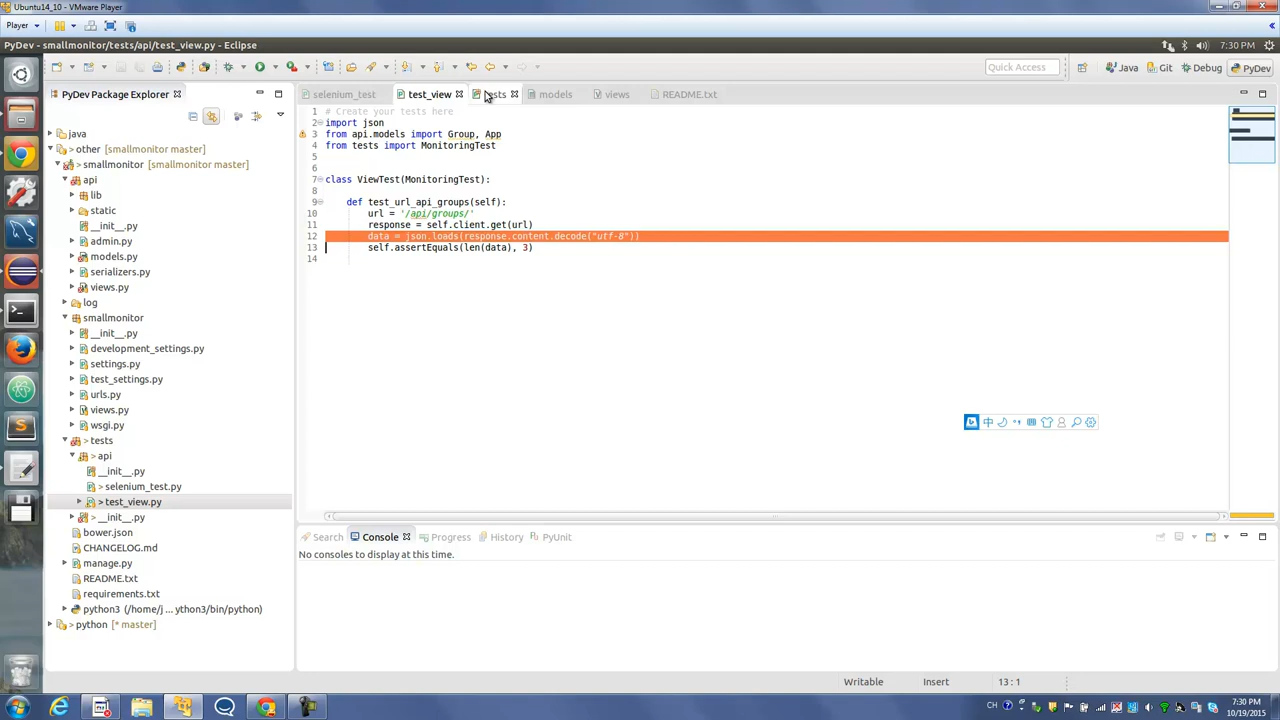 Ubuntu14_10 - VMware Player
Player
PyDev - smallmonitor/tests/api/test_view.py - Eclipse
7:30 PM
Quick Access
Java
Git
Debug
PyDev
PyDev Package Explorer
selenium_test
test_view
tests
models
views
README.txt
java
other [smallmonitor master]
smallmonitor [smallmonitor master]
api
lib
static
__init__.py
admin.py
models.py
serializers.py
views.py
log
smallmonitor
__init__.py
development_settings.py
settings.py
test_settings.py
urls.py
views.py
wsgi.py
tests
> api
__init__.py
> selenium_test.py
> test_view.py
> __init__.py
bower.json
CHANGELOG.md
manage.py
README.txt
requirements.txt
python3 (/home/j ... ython3/bin/python)
> python [* master]
1 # Create your tests here
2 import json
3 from api.models import Group, App
4 from tests import MonitoringTest
5
6
7 class ViewTest(MonitoringTest):
8
9 def test_url_api_groups(self):
10 url = '/api/groups/'
11 response = self.client.get(url)
12 data = json.loads(response.content.decode("utf-8"))
13 self.assertEquals(len(data), 3)
14
中
Search
Console
Progress
History
PyUnit
No consoles to display at this time.
Writable
Insert
13 : 1
CH
7:30 PM
10/19/2015